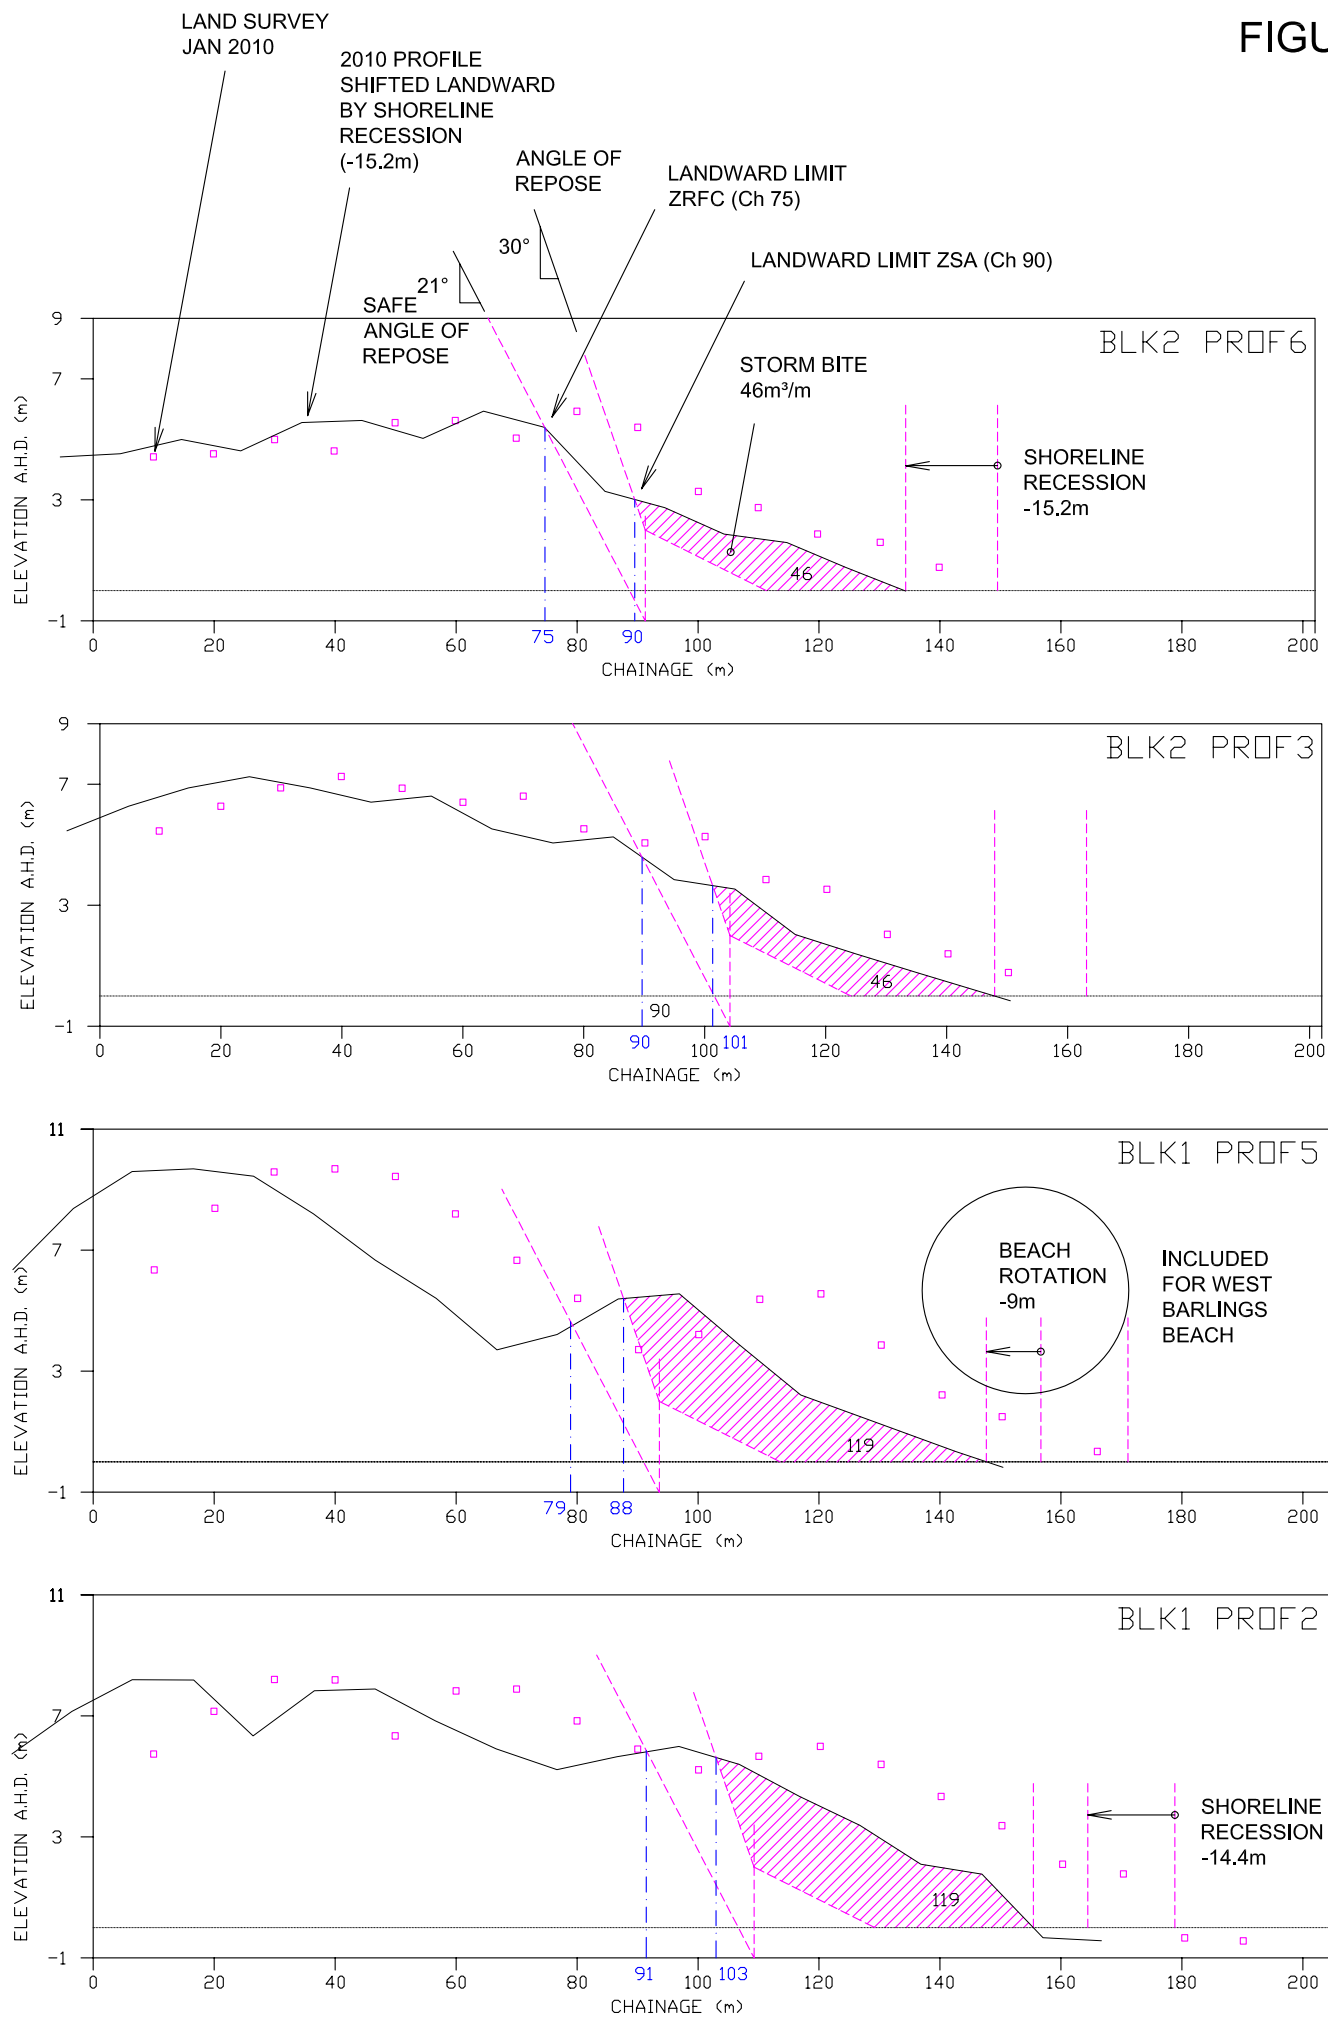 FIGU
LAND SURVEY
JAN 2010
2010 PROFILE
SHIFTED LANDWARD
BY SHORELINE
RECESSION
(-15.2m)
ANGLE OF
REPOSE
LANDWARD LIMIT
ZRFC (Ch 75)
30°
LANDWARD LIMIT ZSA (Ch 90)
21°
SAFE
ANGLE OF
REPOSE
BLK2 PROF6
STORM BITE
46m³/m
SHORELINE
RECESSION
-15.2m
46
ELEVATION A.H.D. (m)
9
7
3
-1
75
90
0 20 40 60 80 100 120 140 160 180 200
CHAINAGE (m)
BLK2 PROF3
ELEVATION A.H.D. (m)
9
7
3
-1
46
90
90
101
0 20 40 60 80 100 120 140 160 180 200
CHAINAGE (m)
BLK1 PROF5
BEACH
ROTATION
-9m
INCLUDED
FOR WEST
BARLINGS
BEACH
ELEVATION A.H.D. (m)
11
7
3
-1
119
79
88
0 20 40 60 80 100 120 140 160 180 200
CHAINAGE (m)
BLK1 PROF2
SHORELINE
RECESSION
-14.4m
ELEVATION A.H.D. (m)
11
7
3
-1
119
91
103
0 20 40 60 80 100 120 140 160 180 200
CHAINAGE (m)